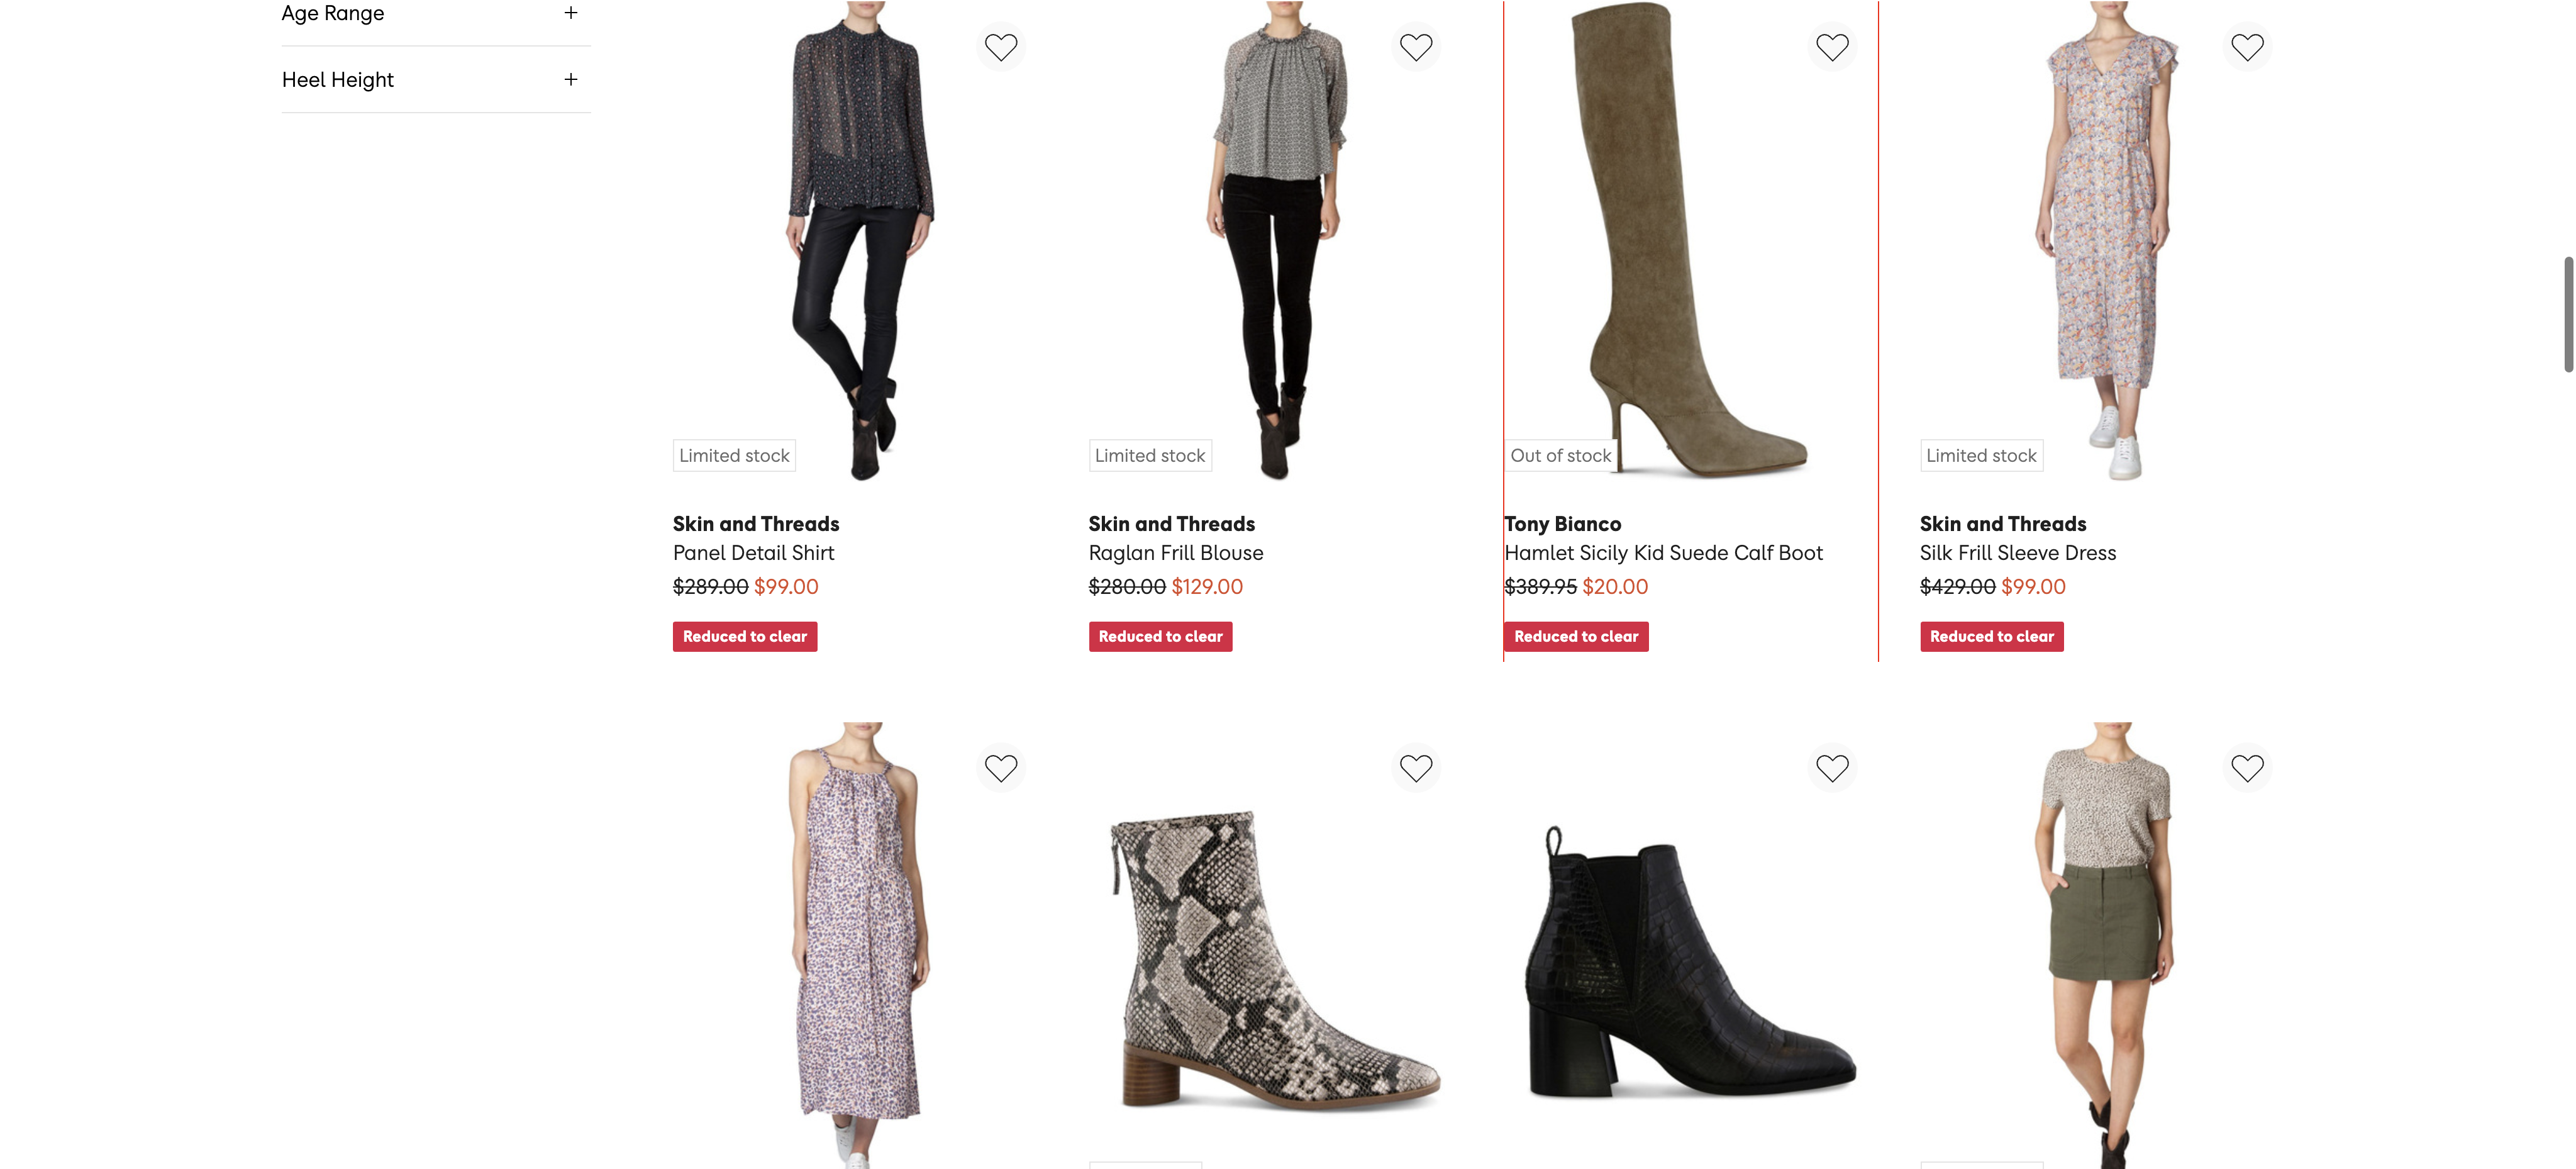 Age Range +
Heel Height +
Limited stock
Skin and Threads
Panel Detail Shirt
$289.00 $99.00
Reduced to clear
Limited stock
Skin and Threads
Raglan Frill Blouse
$280.00 $129.00
Reduced to clear
Out of stock
Tony Bianco
Hamlet Sicily Kid Suede Calf Boot
$389.95 $20.00
Reduced to clear
Limited stock
Skin and Threads
Silk Frill Sleeve Dress
$429.00 $99.00
Reduced to clear